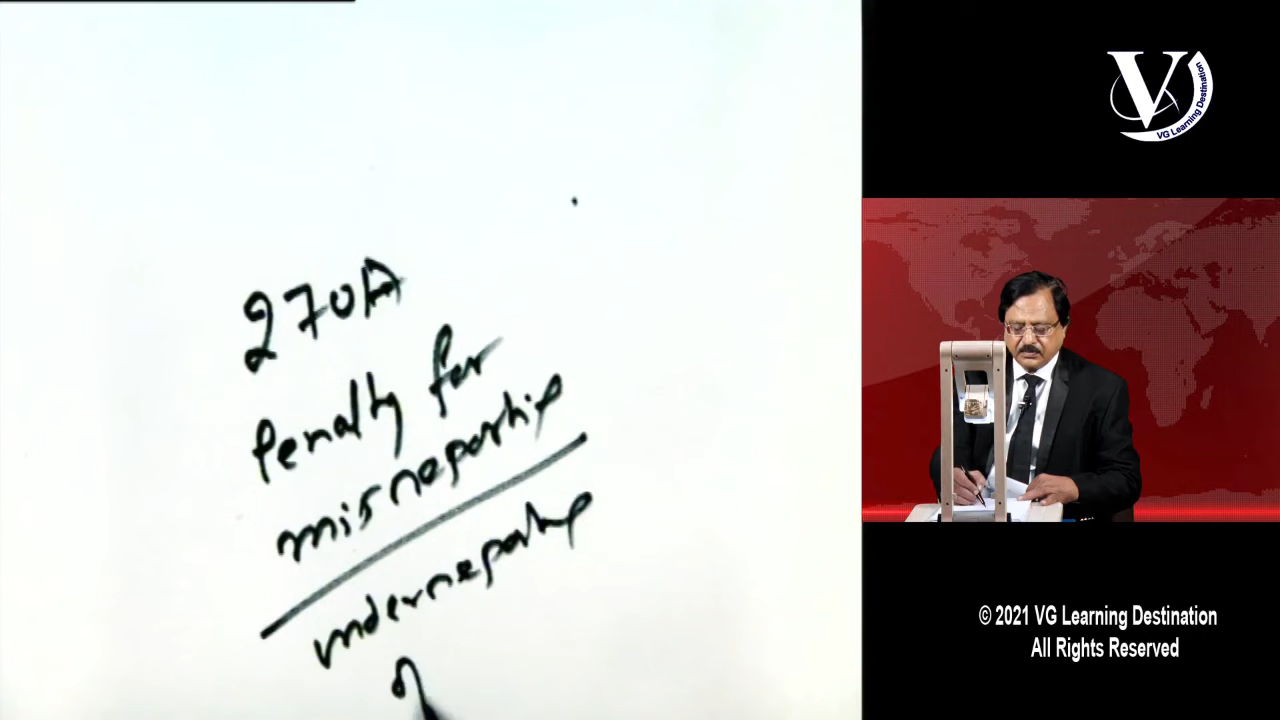 270A
Penalty for
misreporting
underreporting
V
VG Learning Destination
© 2021 VG Learning Destination
All Rights Reserved